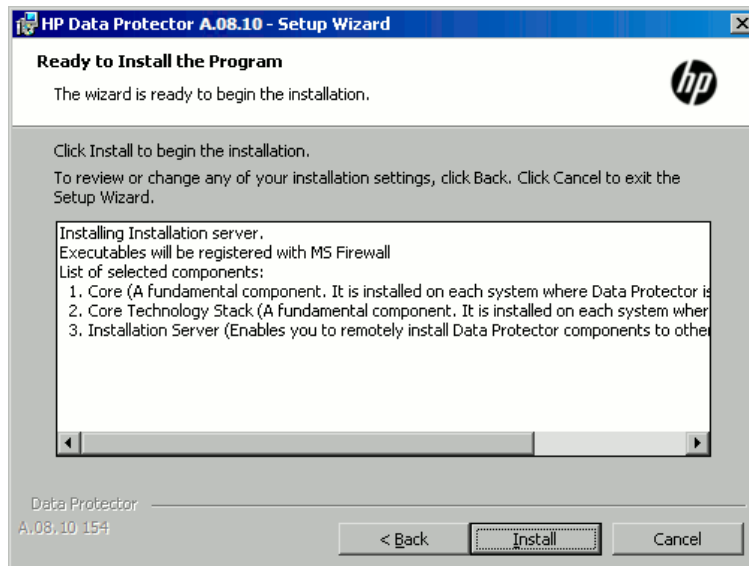 HP Data Protector A.08.10 - Setup Wizard
Ready to Install the Program
The wizard is ready to begin the installation.
hp
Click Install to begin the installation.
To review or change any of your installation settings, click Back. Click Cancel to exit the
Setup Wizard.
Installing Installation server.
Executables will be registered with MS Firewall
List of selected components:
1. Core (A fundamental component. It is installed on each system where Data Protector is
2. Core Technology Stack (A fundamental component. It is installed on each system wher
3. Installation Server (Enables you to remotely install Data Protector components to other
Data Protector
A.08.10 154
< Back
Install
Cancel